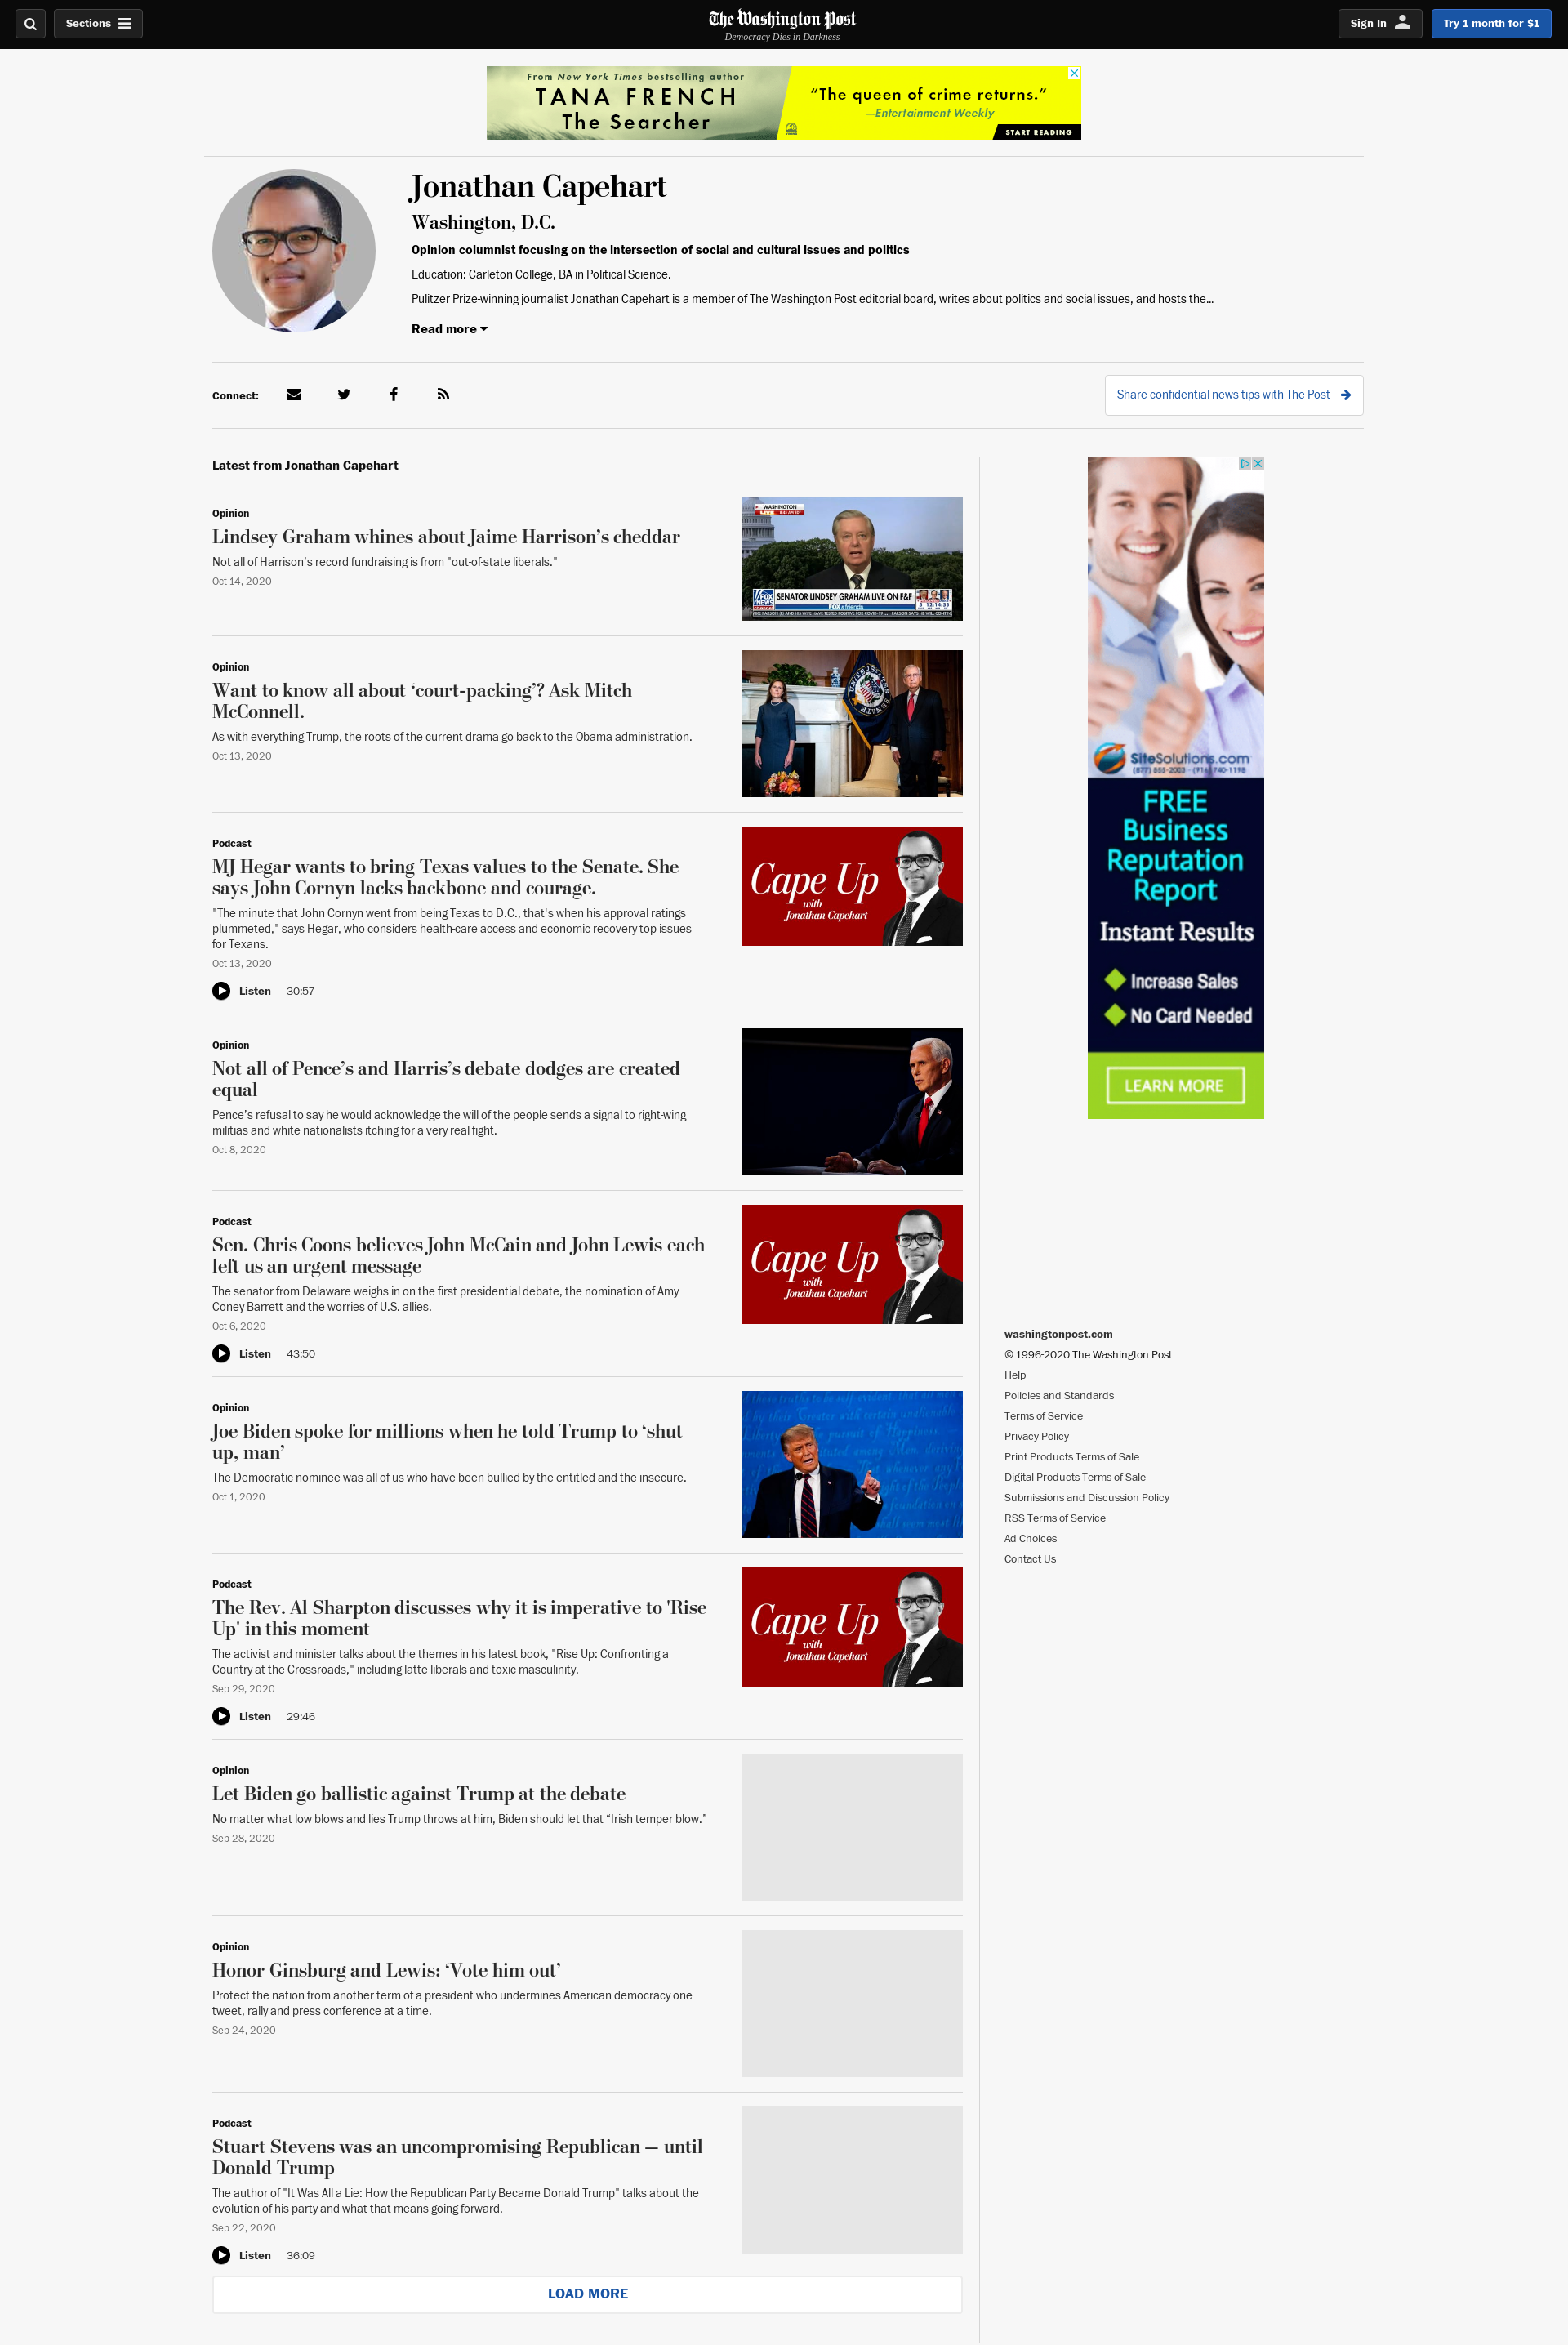 Sections
The Washington Post
Democracy Dies in Darkness
Sign In
Try 1 month for $1
From New York Times bestselling author
TANA FRENCH
The Searcher
“The queen of crime returns.”
—Entertainment Weekly
START READING
Jonathan Capehart
Washington, D.C.
Opinion columnist focusing on the intersection of social and cultural issues and politics
Education: Carleton College, BA in Political Science.
Pulitzer Prize-winning journalist Jonathan Capehart is a member of The Washington Post editorial board, writes about politics and social issues, and hosts the...
Read more
Connect:
Share confidential news tips with The Post
Latest from Jonathan Capehart
Opinion
Lindsey Graham whines about Jaime Harrison’s cheddar
Not all of Harrison’s record fundraising is from "out-of-state liberals."
Oct 14, 2020
WASHINGTON
FOX NEWS
SENATOR LINDSEY GRAHAM LIVE ON F&F
FOX & friends
Opinion
Want to know all about ‘court-packing’? Ask Mitch
McConnell.
As with everything Trump, the roots of the current drama go back to the Obama administration.
Oct 13, 2020
Podcast
MJ Hegar wants to bring Texas values to the Senate. She
says John Cornyn lacks backbone and courage.
"The minute that John Cornyn went from being Texas to D.C., that's when his approval ratings
plummeted," says Hegar, who considers health-care access and economic recovery top issues
for Texans.
Oct 13, 2020
Listen 30:57
Cape Up
with
Jonathan Capehart
Opinion
Not all of Pence’s and Harris’s debate dodges are created
equal
Pence’s refusal to say he would acknowledge the will of the people sends a signal to right-wing
militias and white nationalists itching for a very real fight.
Oct 8, 2020
Podcast
Sen. Chris Coons believes John McCain and John Lewis each
left us an urgent message
The senator from Delaware weighs in on the first presidential debate, the nomination of Amy
Coney Barrett and the worries of U.S. allies.
Oct 6, 2020
Listen 43:50
Cape Up
with
Jonathan Capehart
Opinion
Joe Biden spoke for millions when he told Trump to ‘shut
up, man’
The Democratic nominee was all of us who have been bullied by the entitled and the insecure.
Oct 1, 2020
Podcast
The Rev. Al Sharpton discusses why it is imperative to 'Rise
Up' in this moment
The activist and minister talks about the themes in his latest book, "Rise Up: Confronting a
Country at the Crossroads," including latte liberals and toxic masculinity.
Sep 29, 2020
Listen 29:46
Cape Up
with
Jonathan Capehart
Opinion
Let Biden go ballistic against Trump at the debate
No matter what low blows and lies Trump throws at him, Biden should let that “Irish temper blow.”
Sep 28, 2020
Opinion
Honor Ginsburg and Lewis: ‘Vote him out’
Protect the nation from another term of a president who undermines American democracy one
tweet, rally and press conference at a time.
Sep 24, 2020
Podcast
Stuart Stevens was an uncompromising Republican — until
Donald Trump
The author of "It Was All a Lie: How the Republican Party Became Donald Trump" talks about the
evolution of his party and what that means going forward.
Sep 22, 2020
Listen 36:09
LOAD MORE
SiteSolutions.com
(877) 855-2003 - (916) 740-1198
FREE
Business
Reputation
Report
Instant Results
Increase Sales
No Card Needed
LEARN MORE
washingtonpost.com
© 1996-2020 The Washington Post
Help
Policies and Standards
Terms of Service
Privacy Policy
Print Products Terms of Sale
Digital Products Terms of Sale
Submissions and Discussion Policy
RSS Terms of Service
Ad Choices
Contact Us